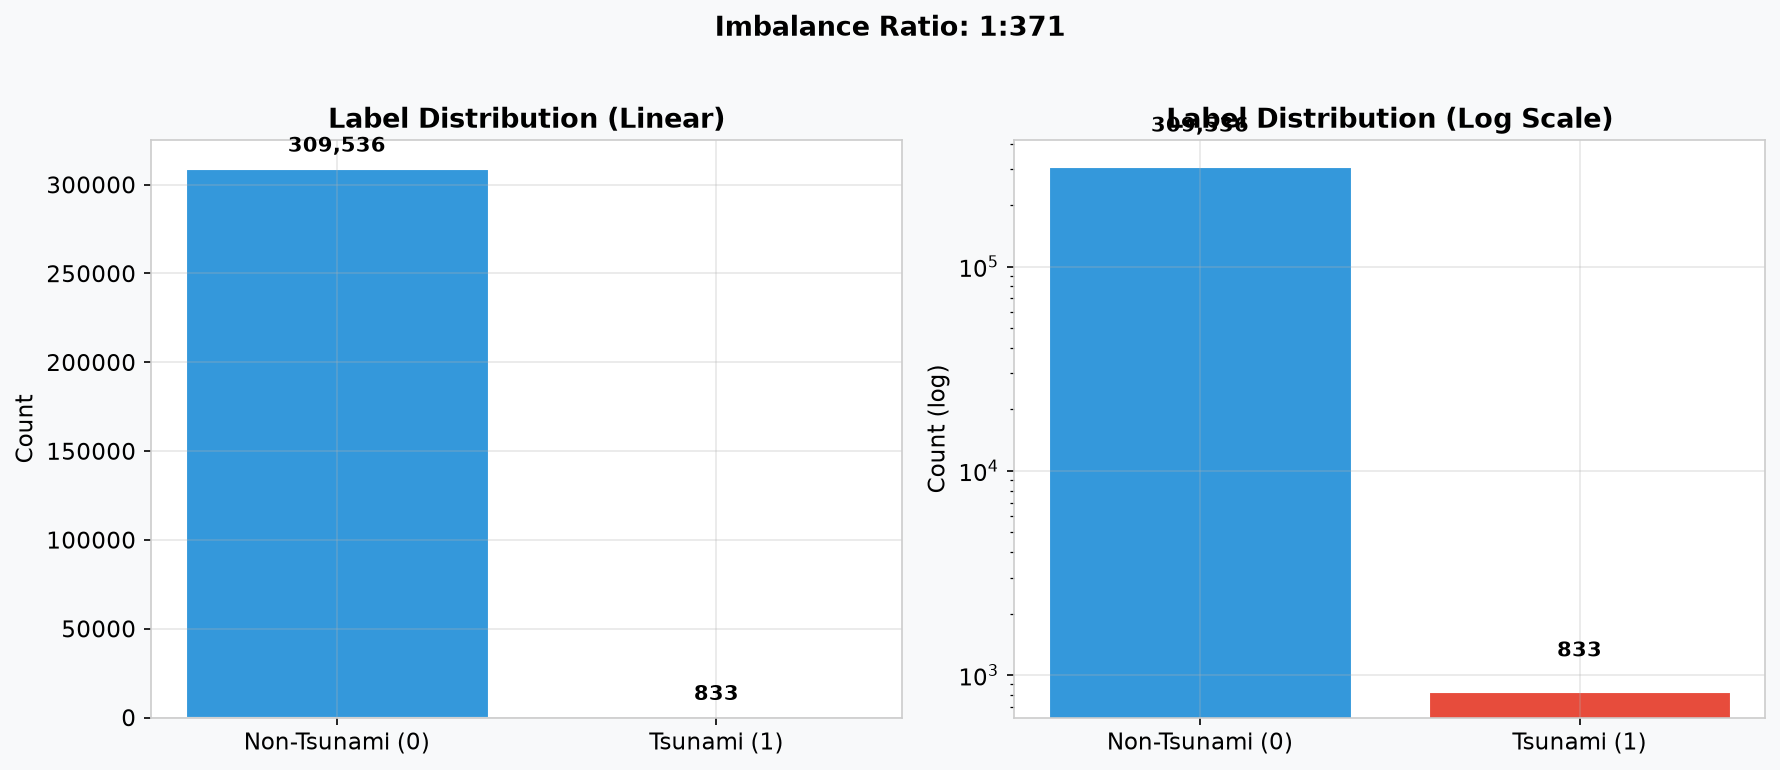 Imbalance Ratio: 1:371
Label Distribution (Linear)
309,536
300000
250000
200000
150000
100000
50000
0
Count
833
Non-Tsunami (0)
Tsunami (1)
Label Distribution (Log Scale)
309,536
10⁵
10⁴
10³
Count (log)
833
Non-Tsunami (0)
Tsunami (1)